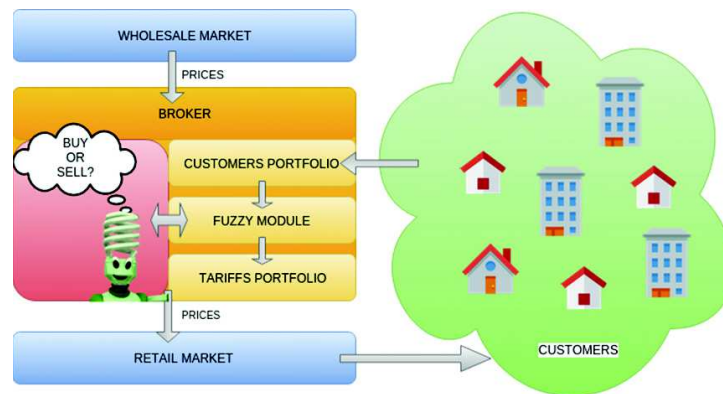 WHOLESALE MARKET
PRICES
BROKER
BUY
OR
SELL?
CUSTOMERS PORTFOLIO
FUZZY MODULE
TARIFFS PORTFOLIO
PRICES
RETAIL MARKET
CUSTOMERS